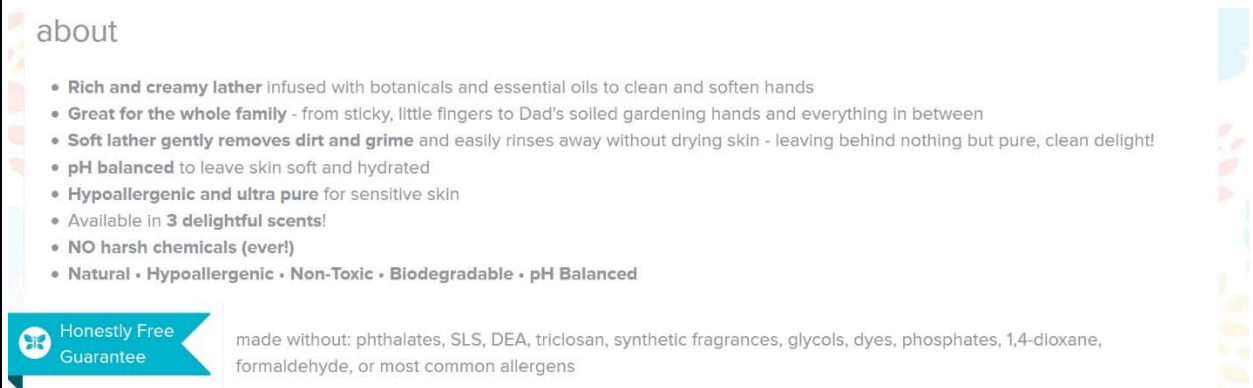 about
• Rich and creamy lather infused with botanicals and essential oils to clean and soften hands
• Great for the whole family - from sticky, little fingers to Dad's soiled gardening hands and everything in between
• Soft lather gently removes dirt and grime and easily rinses away without drying skin - leaving behind nothing but pure, clean delight!
• pH balanced to leave skin soft and hydrated
• Hypoallergenic and ultra pure for sensitive skin
• Available in 3 delightful scents!
• NO harsh chemicals (ever!)
• Natural • Hypoallergenic • Non-Toxic • Biodegradable • pH Balanced
Honestly Free
Guarantee
made without: phthalates, SLS, DEA, triclosan, synthetic fragrances, glycols, dyes, phosphates, 1,4-dioxane,
formaldehyde, or most common allergens